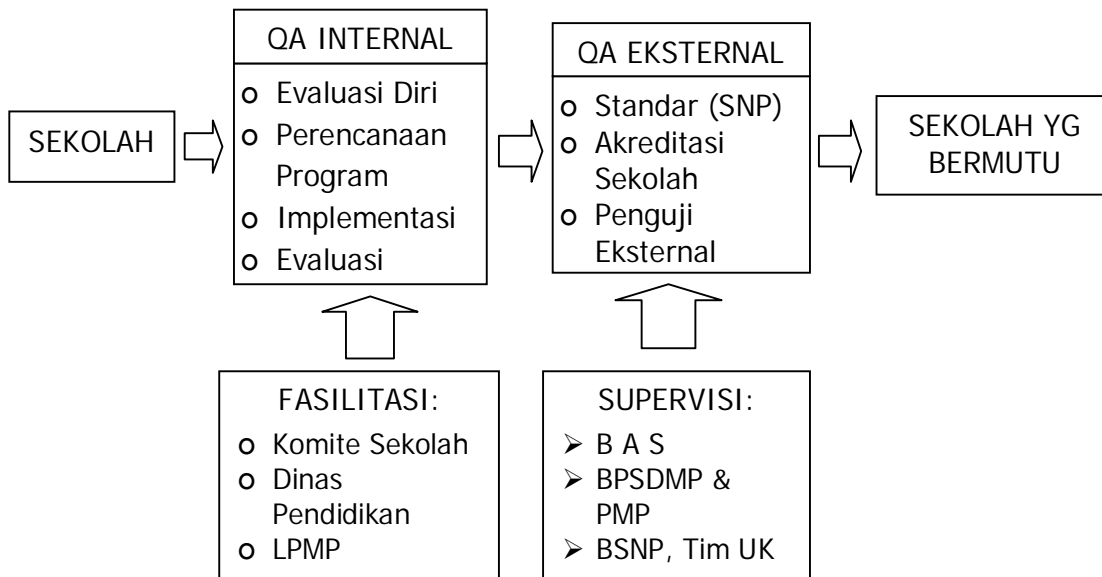 SEKOLAH
QA INTERNAL
o Evaluasi Diri
o Perencanaan
Program
o Implementasi
o Evaluasi
QA EKSTERNAL
o Standar (SNP)
o Akreditasi
Sekolah
o Penguji
Eksternal
SEKOLAH YG
BERMUTU
FASILITASI:
o Komite Sekolah
o Dinas
Pendidikan
o LPMP
SUPERVISI:
➢ B A S
➢ BPSDMP &
PMP
➢ BSNP, Tim UK